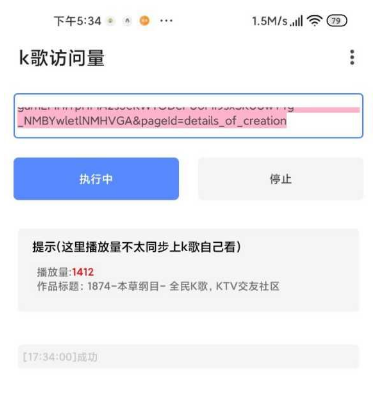 下午5:34 ... 1.5M/s 79
k歌访问量
_NMBYwletlNMHVGA&pageId=details_of_creation
执行中
停止
提示(这里播放量不太同步上k歌自己看)
播放量:1412
作品标题: 1874-本草纲目- 全民K歌, KTV交友社区
[17:34:00]成功